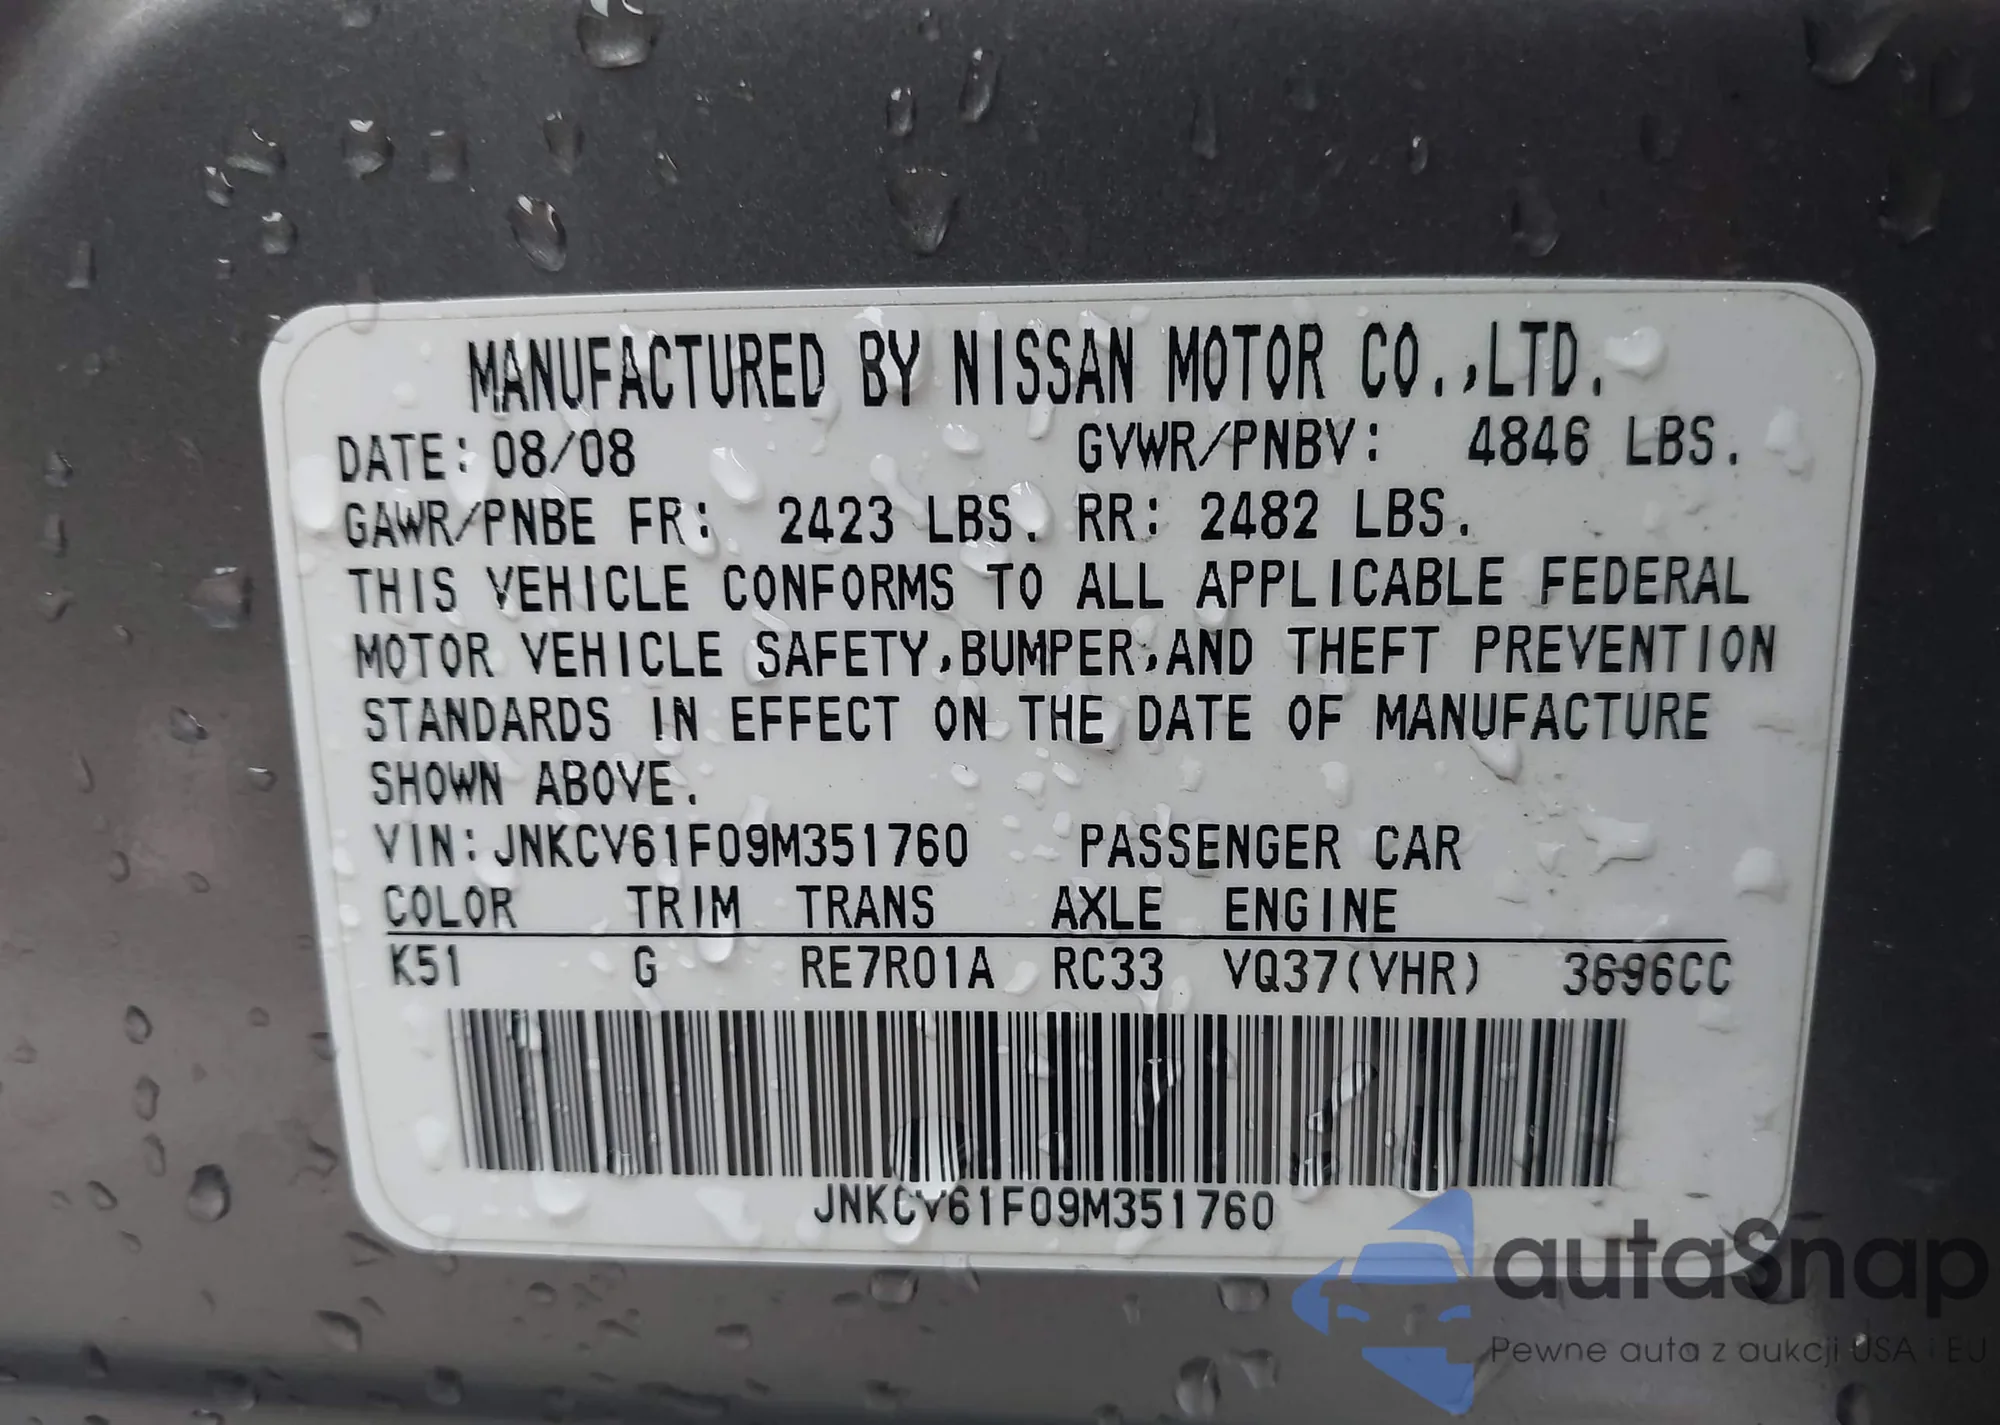 MANUFACTURED BY NISSAN MOTOR CO.,LTD.
DATE: 08/08 GVWR/PNBV: 4846 LBS.
GAWR/PNBE FR: 2423 LBS. RR: 2482 LBS.
THIS VEHICLE CONFORMS TO ALL APPLICABLE FEDERAL
MOTOR VEHICLE SAFETY,BUMPER,AND THEFT PREVENTION
STANDARDS IN EFFECT ON THE DATE OF MANUFACTURE
SHOWN ABOVE.
VIN:JNKCV61F09M351760 PASSENGER CAR
COLOR TRIM TRANS AXLE ENGINE
K51 G RE7R01A RC33 VQ37(VHR) 3696CC
JNKCV61F09M351760
autaSnap
Pewne auta z aukcji USA i EU